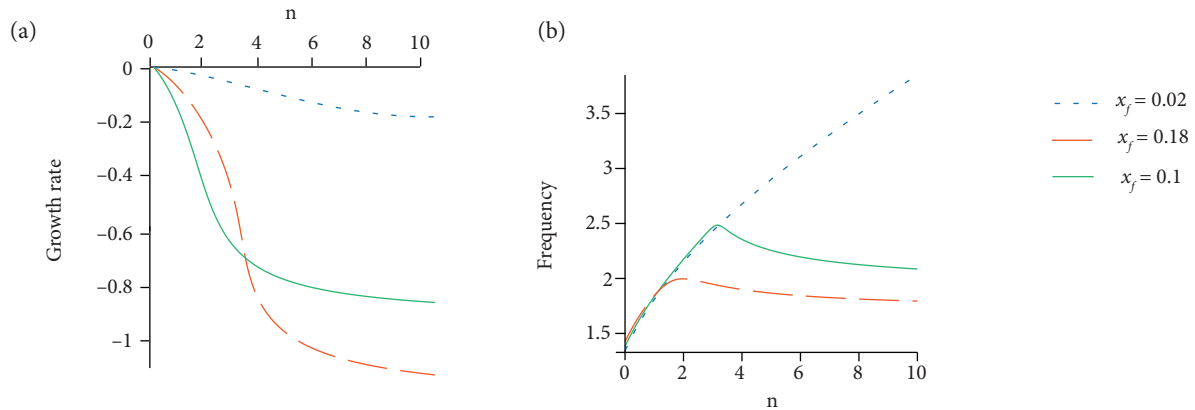 (a)
n
0 2 4 6 8 10
0
–0.2
–0.4
–0.6
–0.8
–1
Growth rate
(b)
3.5
3
2.5
2
1.5
Frequency
0 2 4 6 8 10
n
x_f = 0.02
x_f = 0.18
x_f = 0.1